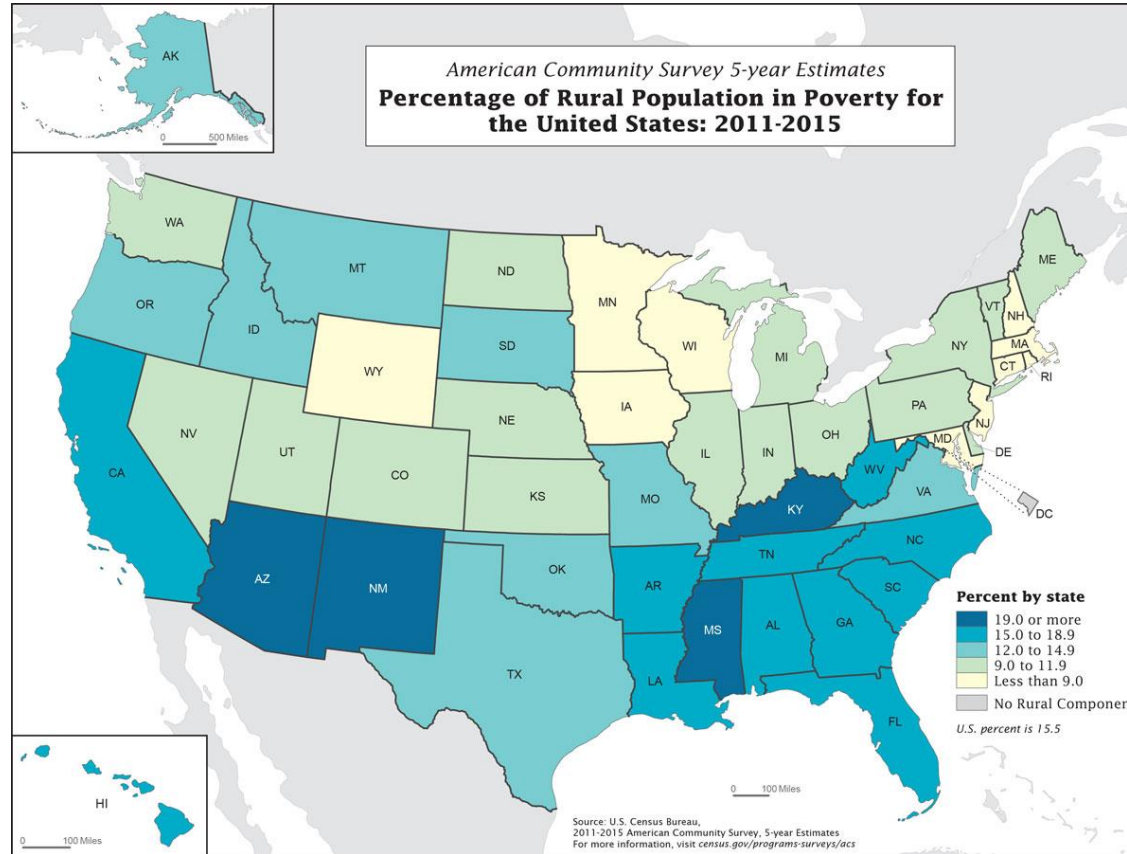 AK
0 500 Miles
American Community Survey 5-year Estimates
Percentage of Rural Population in Poverty for
the United States: 2011-2015
WA
MT
ND
MN
ME
OR
ID
SD
WI
MI
VT
NH
NY
MA
CT
RI
WY
IA
NE
PA
NJ
NV
UT
CO
IL
IN
OH
MD
DE
CA
KS
MO
WV
VA
KY
DC
AZ
NM
OK
AR
TN
NC
SC
MS
AL
GA
TX
LA
FL
Percent by state
19.0 or more
15.0 to 18.9
12.0 to 14.9
9.0 to 11.9
Less than 9.0
No Rural Componen
U.S. percent is 15.5
HI
0 100 Miles
0 100 Miles
Source: U.S. Census Bureau,
2011-2015 American Community Survey, 5-year Estimates
For more information, visit census.gov/programs-surveys/acs